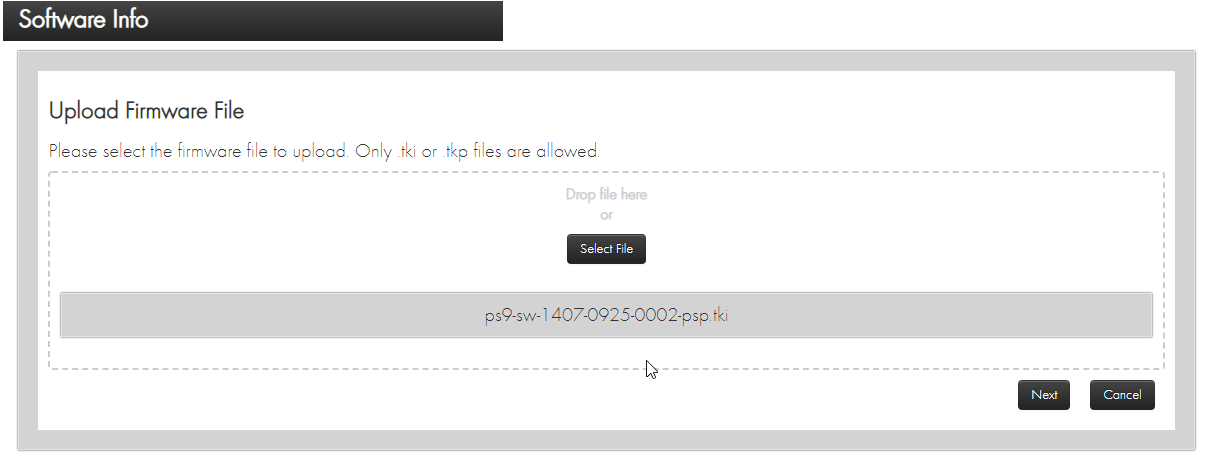 Software Info
Upload Firmware File
Please select the firmware file to upload. Only .tki or .tkp files are allowed.
Drop file here
or
Select File
ps9-sw-1407-0925-0002-psp.tki
Next
Cancel